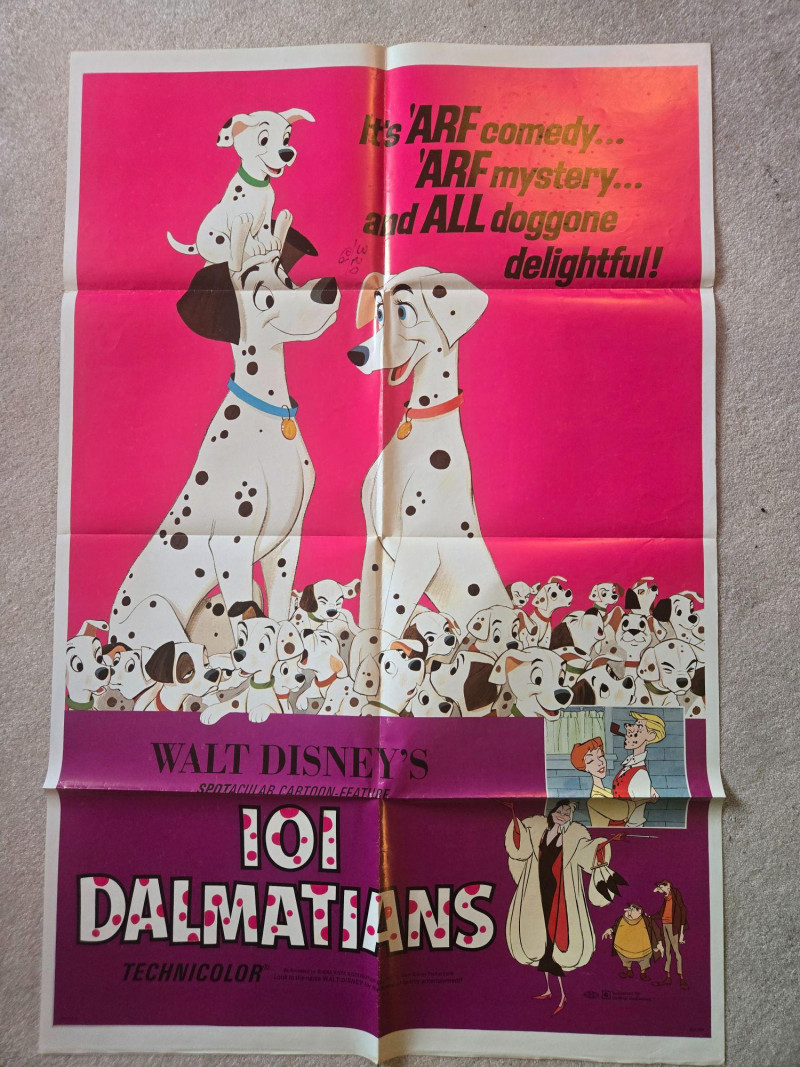 It's 'ARF comedy...
'ARF mystery...
and ALL doggone
delightful!
WALT DISNEY'S
SPOTACULAR CARTOON-FEATURE
101
DALMATIANS
TECHNICOLOR®